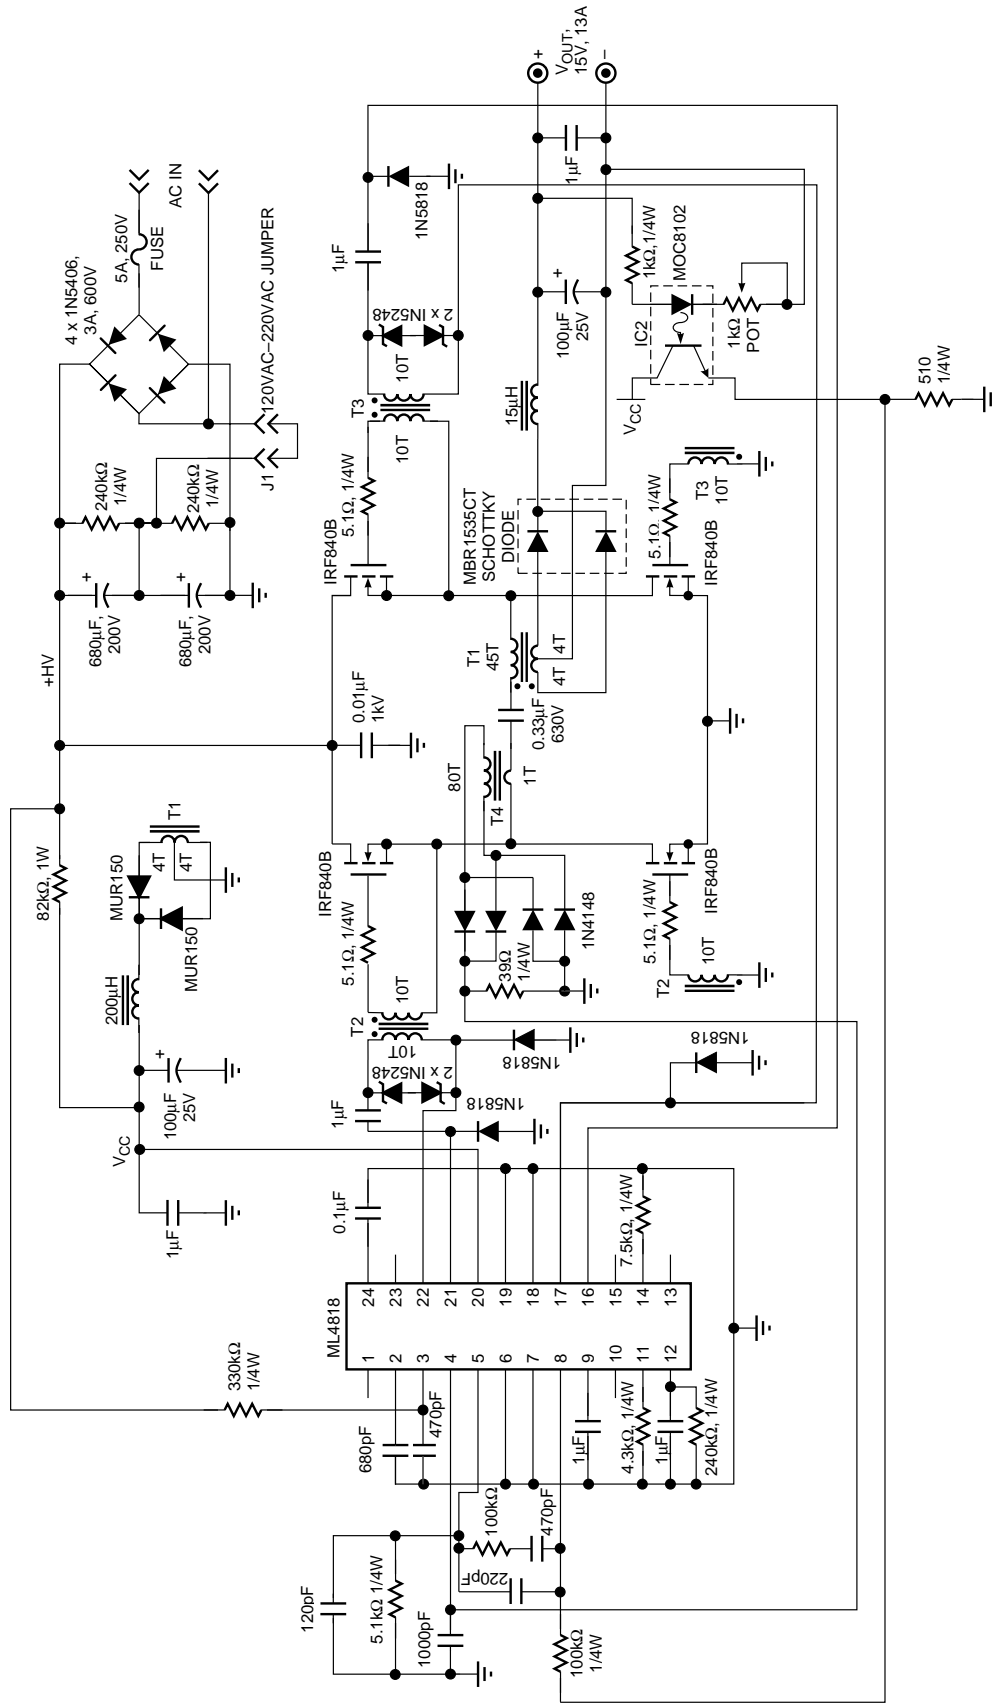 4 x 1N5406,
3A, 600V
5A, 250V
FUSE
AC IN
120VAC–220VAC JUMPER
J1
240kΩ
1/4W
240kΩ
1/4W
+
680µF,
200V
+
680µF,
200V
+HV
82kΩ, 1W
MUR150
MUR150
T1
4T
4T
200µH
+
100µF
25V
VCC
1µF
330kΩ
1/4W
1µF
1N5818
2 x IN5248
10T
T3
10T
5.1Ω, 1/4W
IRF840B
0.01µF
1kV
IRF840B
5.1Ω, 1/4W
10T
T2
10T
2 x IN5248
1µF
1N5818
1N5818
0.1µF
VOUT,
15V, 13A
+
–
1µF
+
100µF
25V
15µH
1kΩ,1/4W
MOC8102
IC2
1kΩ
POT
VCC
510
1/4W
MBR1535CT
SCHOTTKY
DIODE
T1
45T
4T
4T
0.33µF
630V
80T
T4
1T
1N4148
39Ω
1/4W
T3
10T
5.1Ω, 1/4W
IRF840B
IRF840B
5.1Ω, 1/4W
10T
T2
1N5818
ML4818
1
2
3
4
5
6
7
8
9
10
11
12
24
23
22
21
20
19
18
17
16
15
14
13
7.5kΩ, 1/4W
680pF
470pF
1µF
4.3kΩ, 1/4W
1µF
240kΩ, 1/4W
120pF
5.1kΩ 1/4W
1000pF
100kΩ
470pF
220pF
100kΩ
1/4W